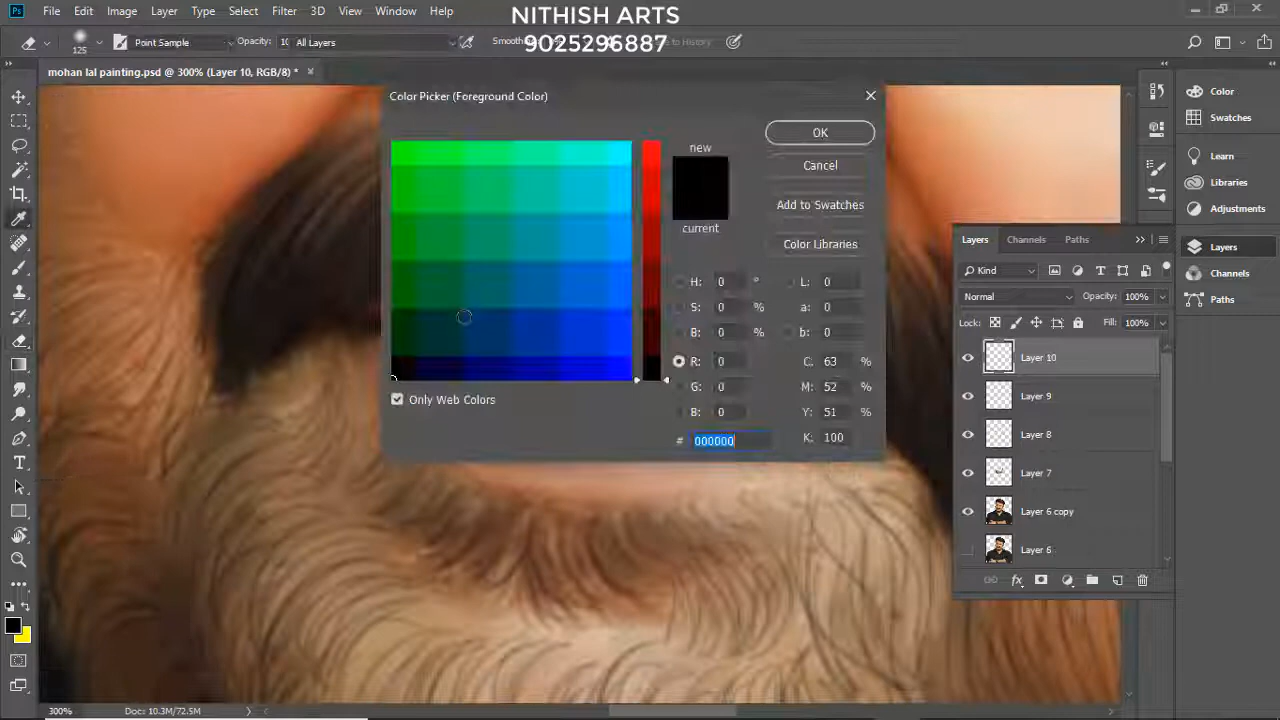 File Edit Image Layer Type Select Filter 3D View Window Help
NITHISH ARTS
9025296887
125 Point Sample Opacity: 10 All Layers
mohan lal painting.psd @ 300% (Layer 10, RGB/8) *
Color Picker (Foreground Color)
OK
new
Cancel
Add to Swatches
current
Color Libraries
H: 0 ° L: 0
S: 0 % a: 0
B: 0 % b: 0
R: 0 C: 63 %
G: 0 M: 52 %
B: 0 Y: 51 %
# 000000 K: 100
Only Web Colors
Color
Swatches
Learn
Libraries
Adjustments
Layers
Channels
Paths
Layers Channels Paths
Kind
Normal Opacity: 100%
Lock: Fill: 100%
Layer 10
Layer 9
Layer 8
Layer 7
Layer 6 copy
Layer 6
fx
300% Doc: 10.3M/72.5M